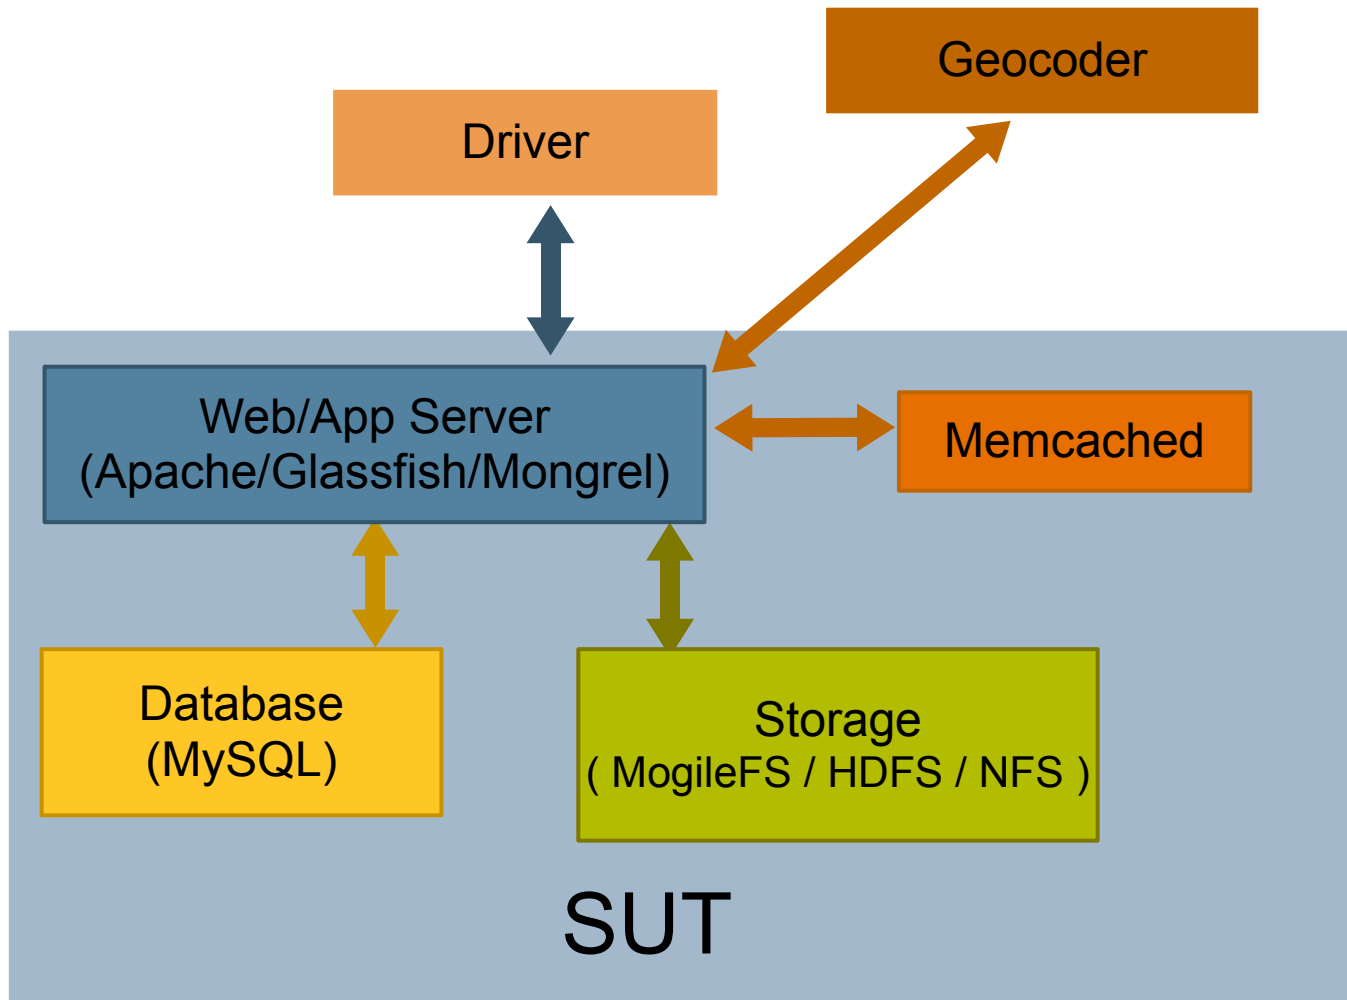 Geocoder
Driver
Web/App Server
(Apache/Glassfish/Mongrel)
Memcached
Database
(MySQL)
Storage
( MogileFS / HDFS / NFS )
SUT